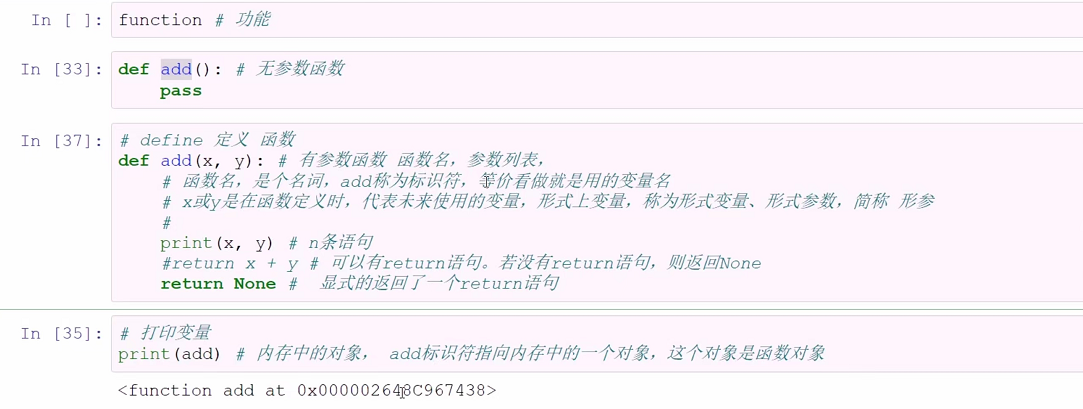 In [ ]: function # 功能
In [33]: def add(): # 无参数函数
pass
In [37]: # define 定义 函数
def add(x, y): # 有参数函数 函数名，参数列表，
# 函数名，是个名词，add称为标识符，等价看做就是用的变量名
# x或y是在函数定义时，代表未来使用的变量，形式上变量，称为形式变量、形式参数，简称 形参
#
print(x, y) # n条语句
#return x + y # 可以有return语句。若没有return语句，则返回None
return None # 显式的返回了一个return语句
In [35]: # 打印变量
print(add) # 内存中的对象， add标识符指向内存中的一个对象，这个对象是函数对象
<function add at 0x000002648C967438>